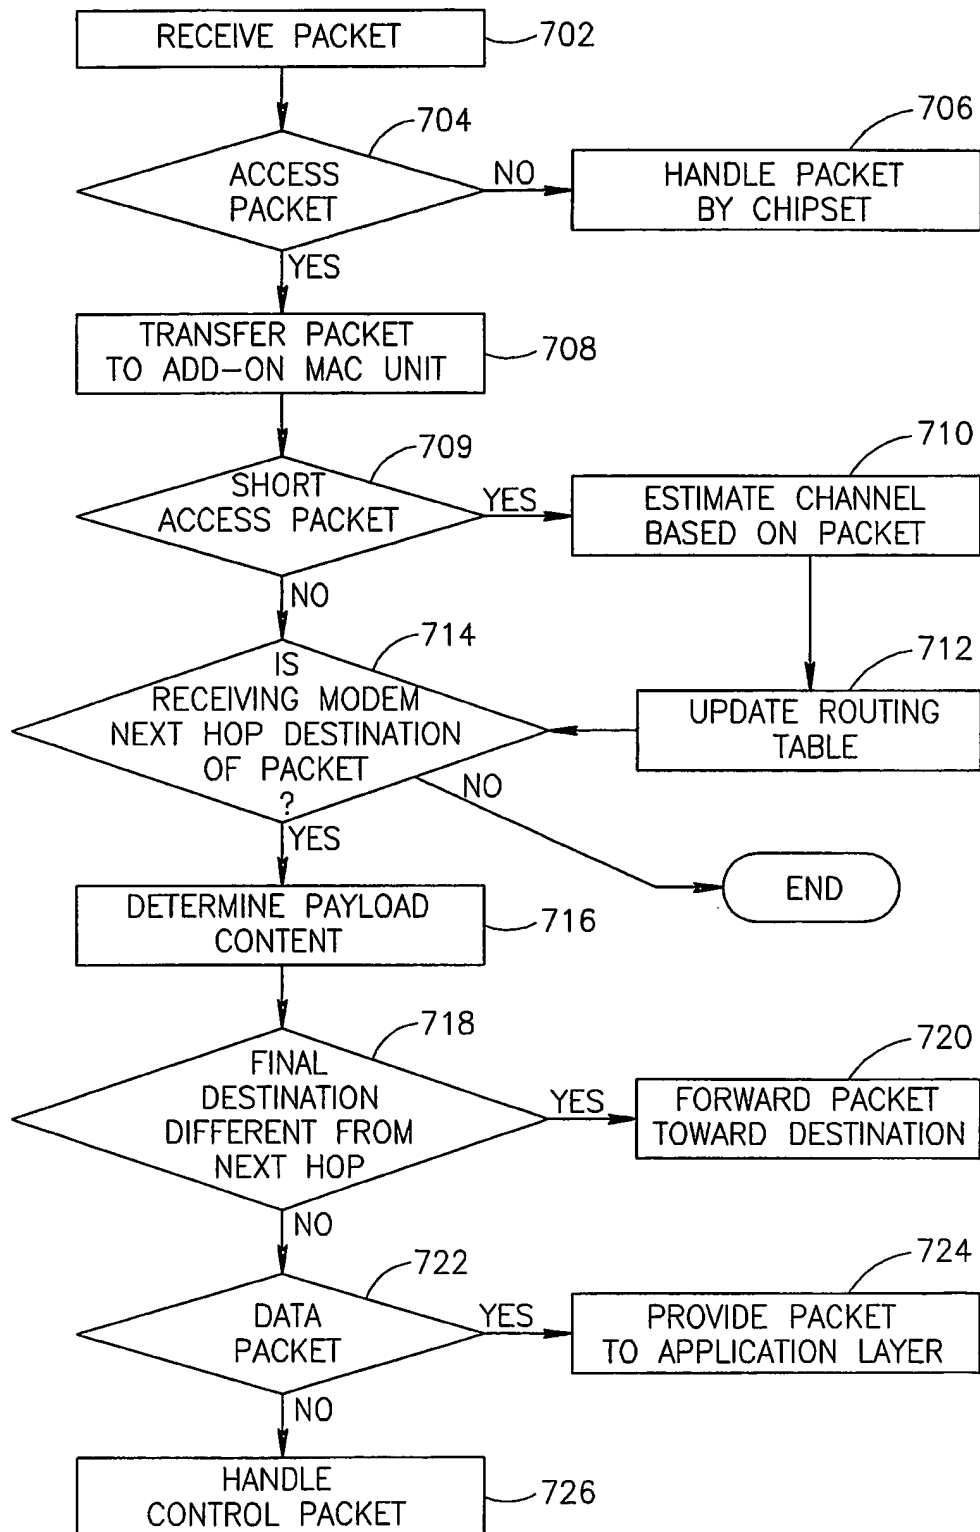 RECEIVE PACKET
702
704
ACCESS
PACKET
NO
706
HANDLE PACKET
BY CHIPSET
YES
TRANSFER PACKET
TO ADD-ON MAC UNIT
708
709
SHORT
ACCESS PACKET
YES
710
ESTIMATE CHANNEL
BASED ON PACKET
NO
714
IS
RECEIVING MODEM
NEXT HOP DESTINATION
OF PACKET
?
712
UPDATE ROUTING
TABLE
NO
YES
END
DETERMINE PAYLOAD
CONTENT
716
718
FINAL
DESTINATION
DIFFERENT FROM
NEXT HOP
YES
720
FORWARD PACKET
TOWARD DESTINATION
NO
722
DATA
PACKET
YES
724
PROVIDE PACKET
TO APPLICATION LAYER
NO
HANDLE
CONTROL PACKET
726